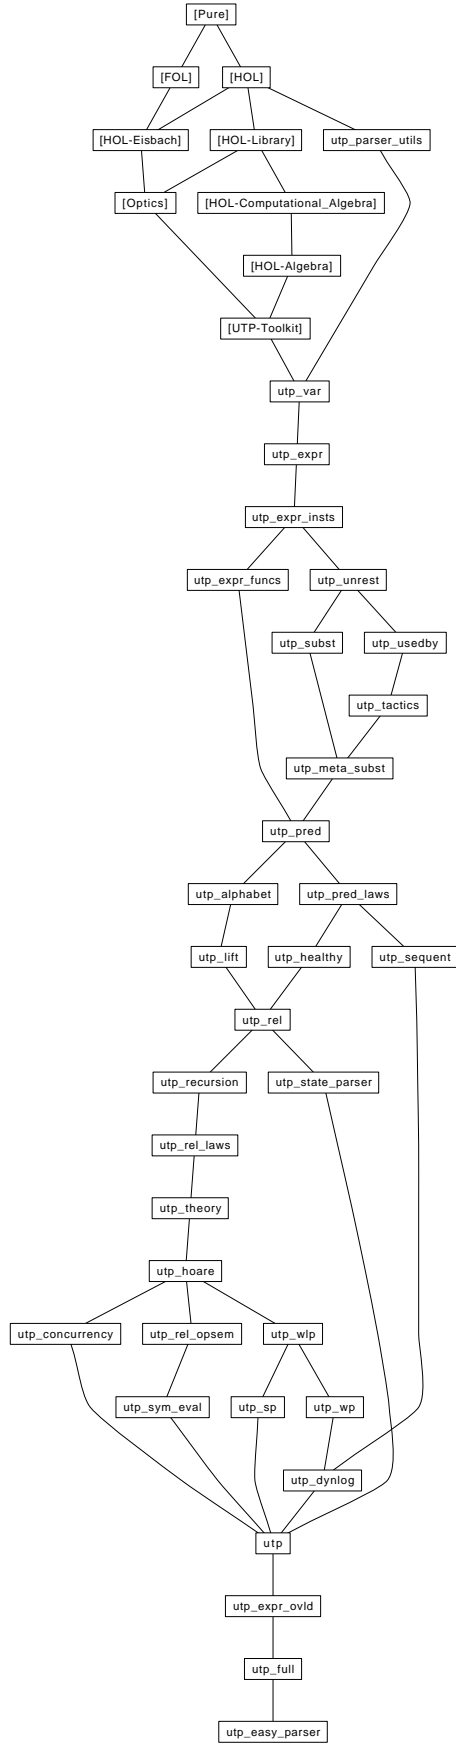 [Pure]
[FOL]
[HOL]
[HOL-Eisbach]
[HOL-Library]
utp_parser_utils
[Optics]
[HOL-Computational_Algebra]
[HOL-Algebra]
[UTP-Toolkit]
utp_var
utp_expr
utp_expr_insts
utp_expr_funcs
utp_unrest
utp_subst
utp_usedby
utp_tactics
utp_meta_subst
utp_pred
utp_alphabet
utp_pred_laws
utp_lift
utp_healthy
utp_sequent
utp_rel
utp_recursion
utp_state_parser
utp_rel_laws
utp_theory
utp_hoare
utp_concurrency
utp_rel_opsem
utp_wlp
utp_sym_eval
utp_sp
utp_wp
utp_dynlog
utp
utp_expr_ovld
utp_full
utp_easy_parser